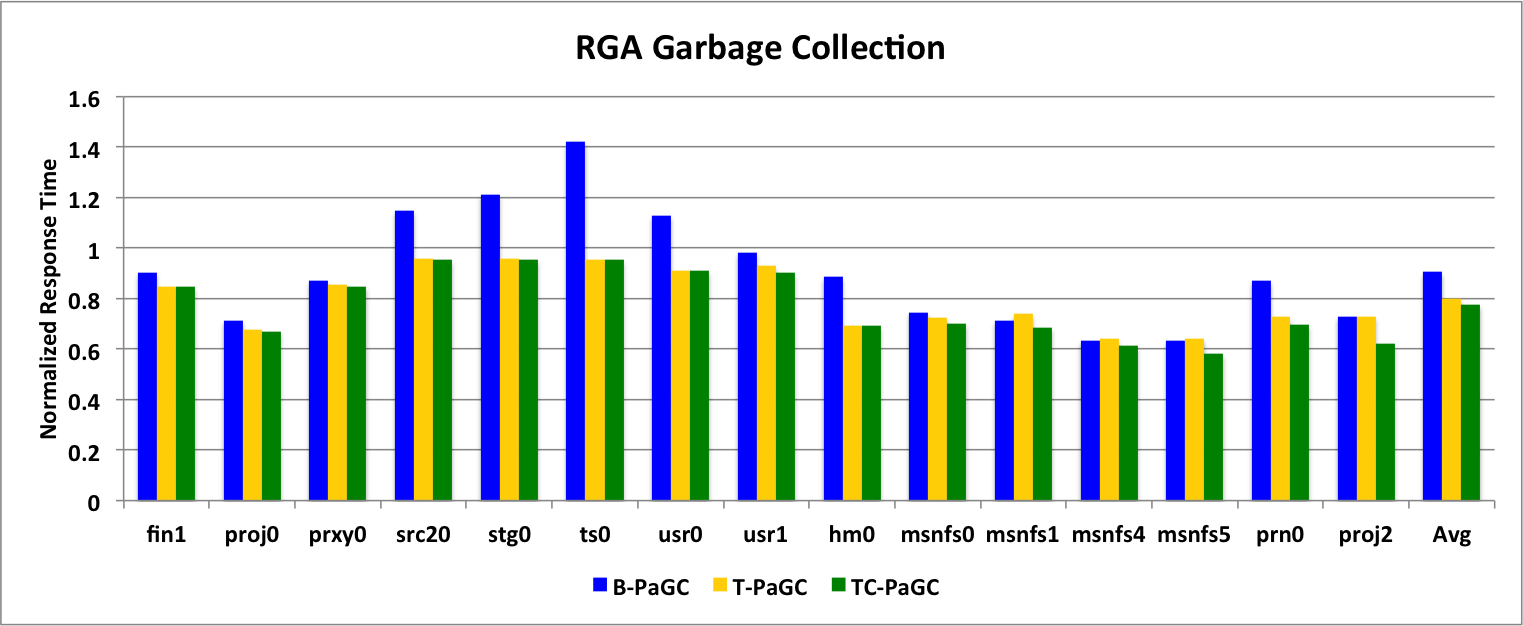 RGA Garbage Collection
Normalized Response Time
1.6
1.4
1.2
1
0.8
0.6
0.4
0.2
0
fin1 proj0 prxy0 src20 stg0 ts0 usr0 usr1 hm0 msnfs0 msnfs1 msnfs4 msnfs5 prn0 proj2 Avg
B-PaGC T-PaGC TC-PaGC